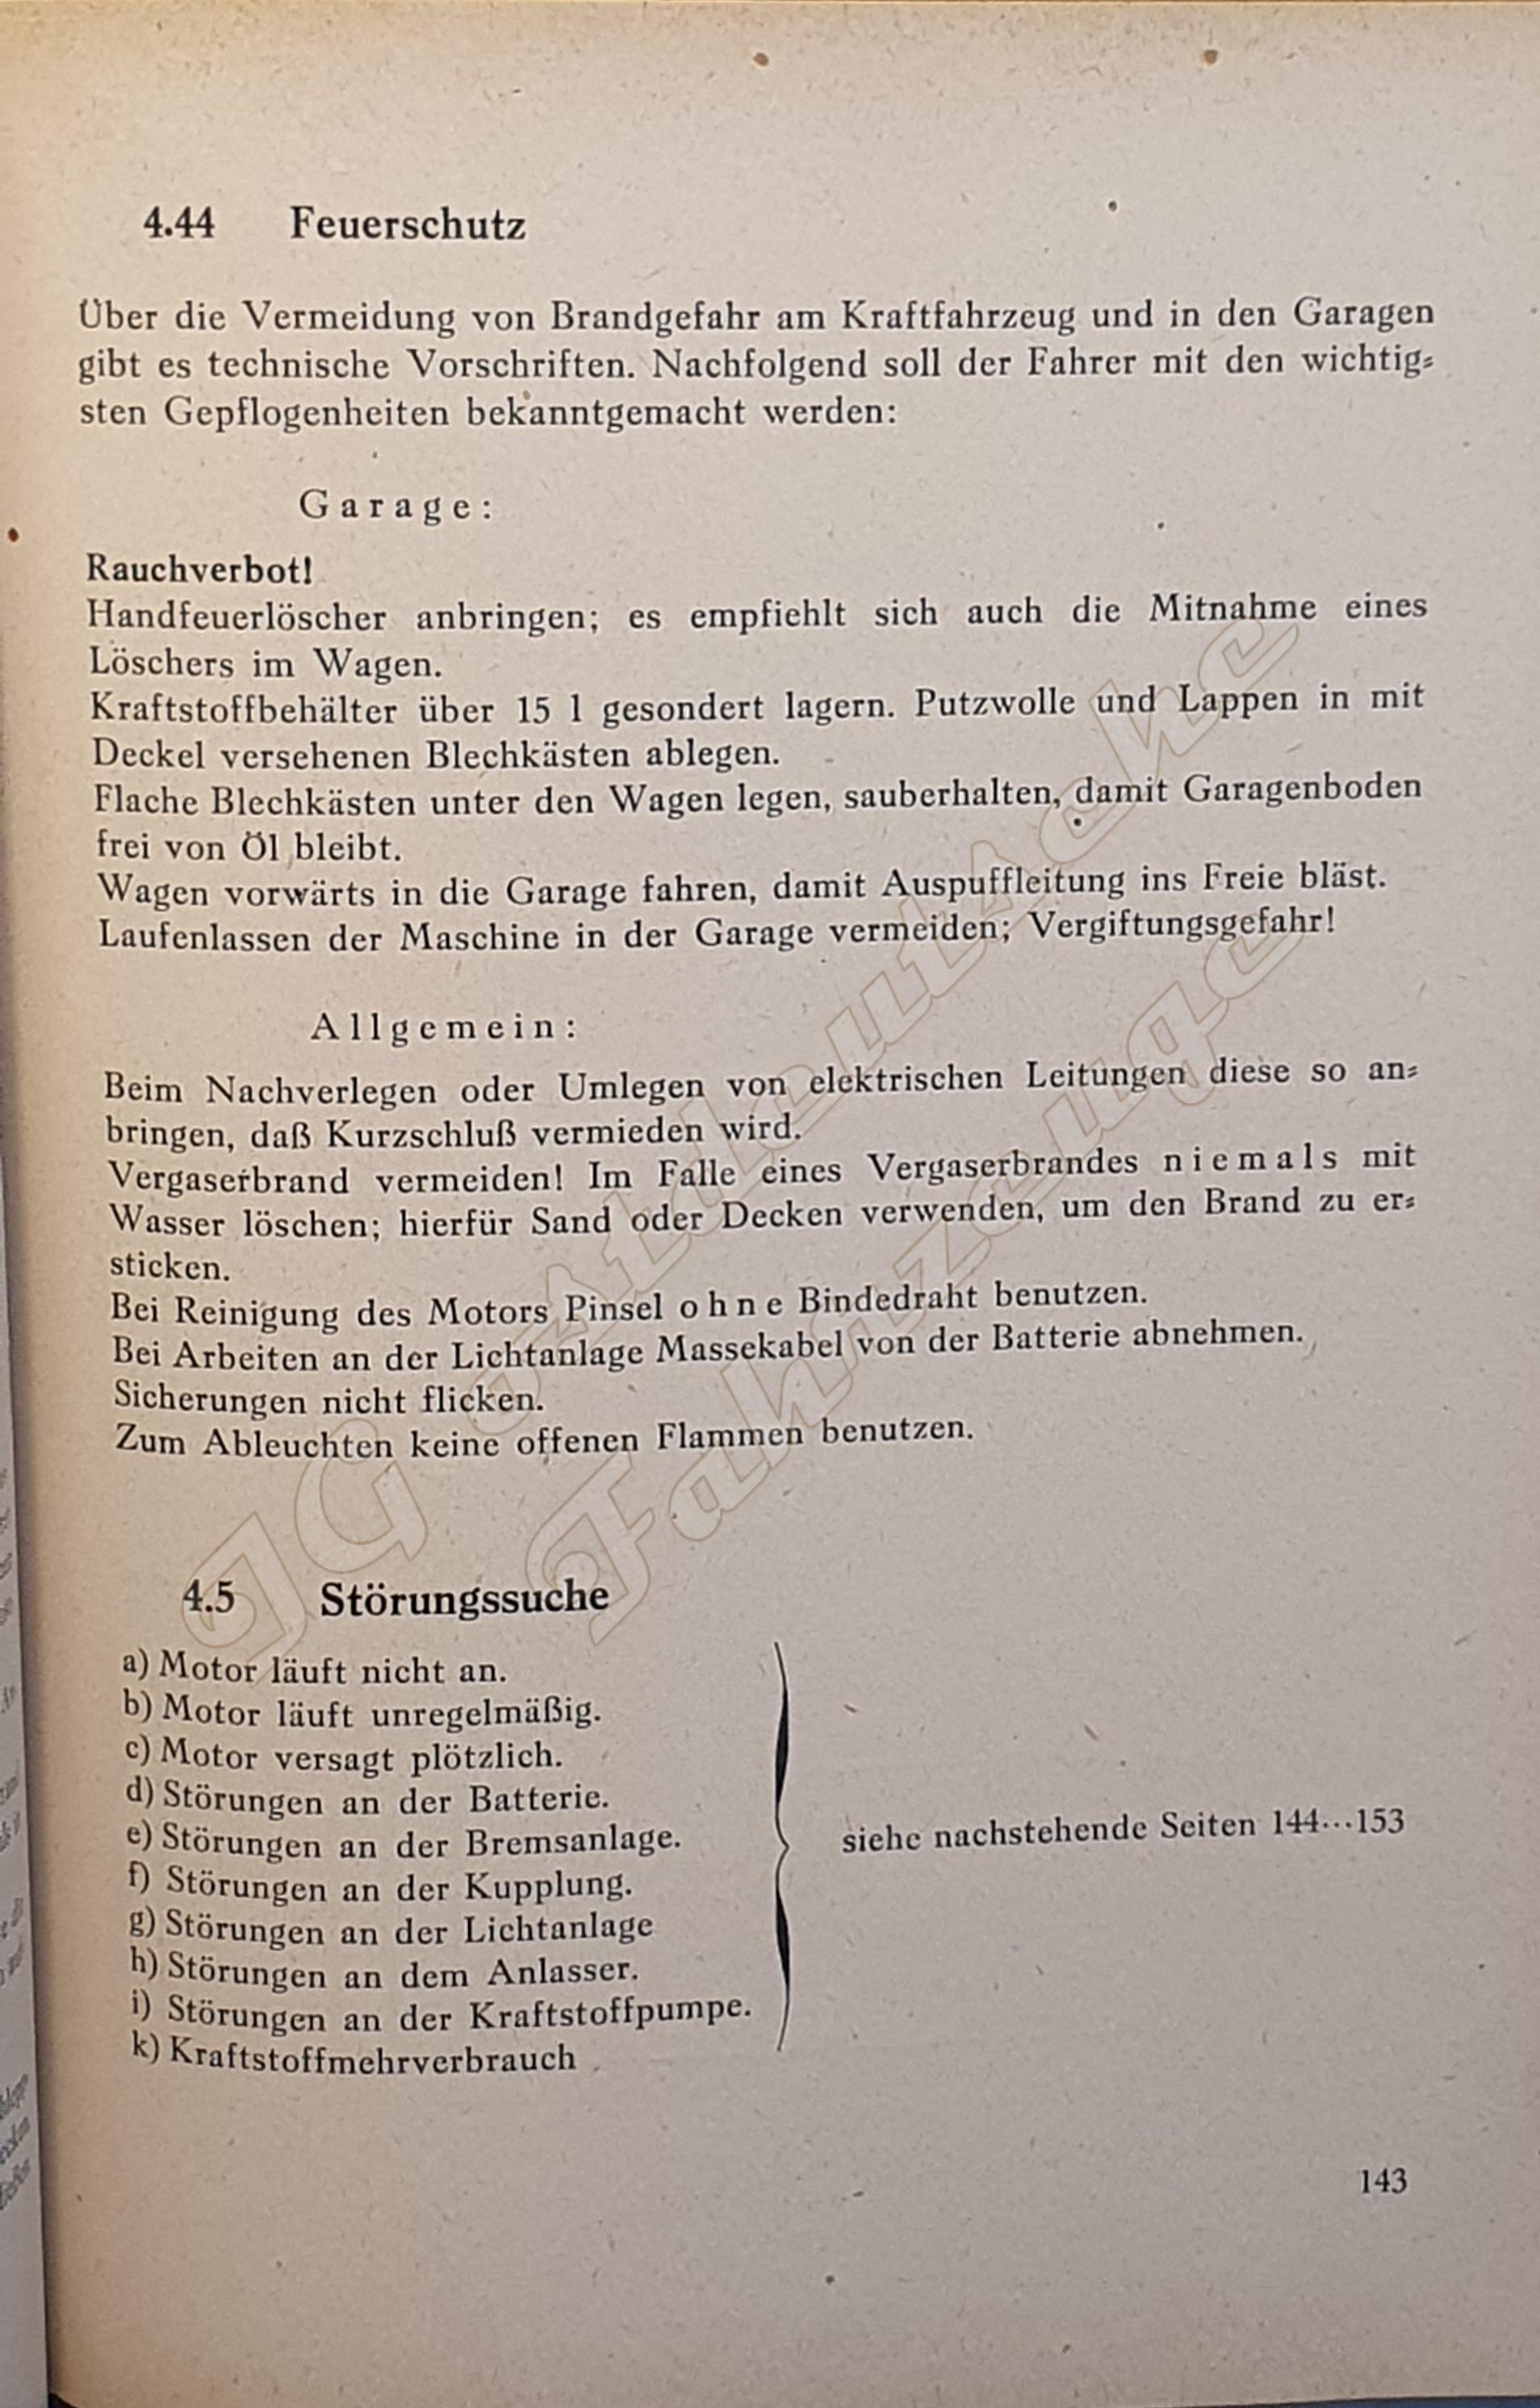 4.44 Feuerschutz
Über die Vermeidung von Brandgefahr am Kraftfahrzeug und in den Garagen
gibt es technische Vorschriften. Nachfolgend soll der Fahrer mit den wichtig=
sten Gepflogenheiten bekanntgemacht werden:
Garage:
Rauchverbot!
Handfeuerlöscher anbringen; es empfiehlt sich auch die Mitnahme eines
Löschers im Wagen.
Kraftstoffbehälter über 15 l gesondert lagern. Putzwolle und Lappen in mit
Deckel versehenen Blechkästen ablegen.
Flache Blechkästen unter den Wagen legen, sauberhalten, damit Garagenboden
frei von Öl bleibt.
Wagen vorwärts in die Garage fahren, damit Auspuffleitung ins Freie bläst.
Laufenlassen der Maschine in der Garage vermeiden; Vergiftungsgefahr!
Allgemein:
Beim Nachverlegen oder Umlegen von elektrischen Leitungen diese so an=
bringen, daß Kurzschluß vermieden wird.
Vergaserbrand vermeiden! Im Falle eines Vergaserbrandes niemals mit
Wasser löschen; hierfür Sand oder Decken verwenden, um den Brand zu er=
sticken.
Bei Reinigung des Motors Pinsel ohne Bindedraht benutzen.
Bei Arbeiten an der Lichtanlage Massekabel von der Batterie abnehmen.
Sicherungen nicht flicken.
Zum Ableuchten keine offenen Flammen benutzen.
4.5 Störungssuche
a) Motor läuft nicht an.
b) Motor läuft unregelmäßig.
c) Motor versagt plötzlich.
d) Störungen an der Batterie.
e) Störungen an der Bremsanlage.
f) Störungen an der Kupplung.
g) Störungen an der Lichtanlage
h) Störungen an dem Anlasser.
i) Störungen an der Kraftstoffpumpe.
k) Kraftstoffmehrverbrauch
siehe nachstehende Seiten 144...153
143
IG Ostdeutsche
Fahrzeuge